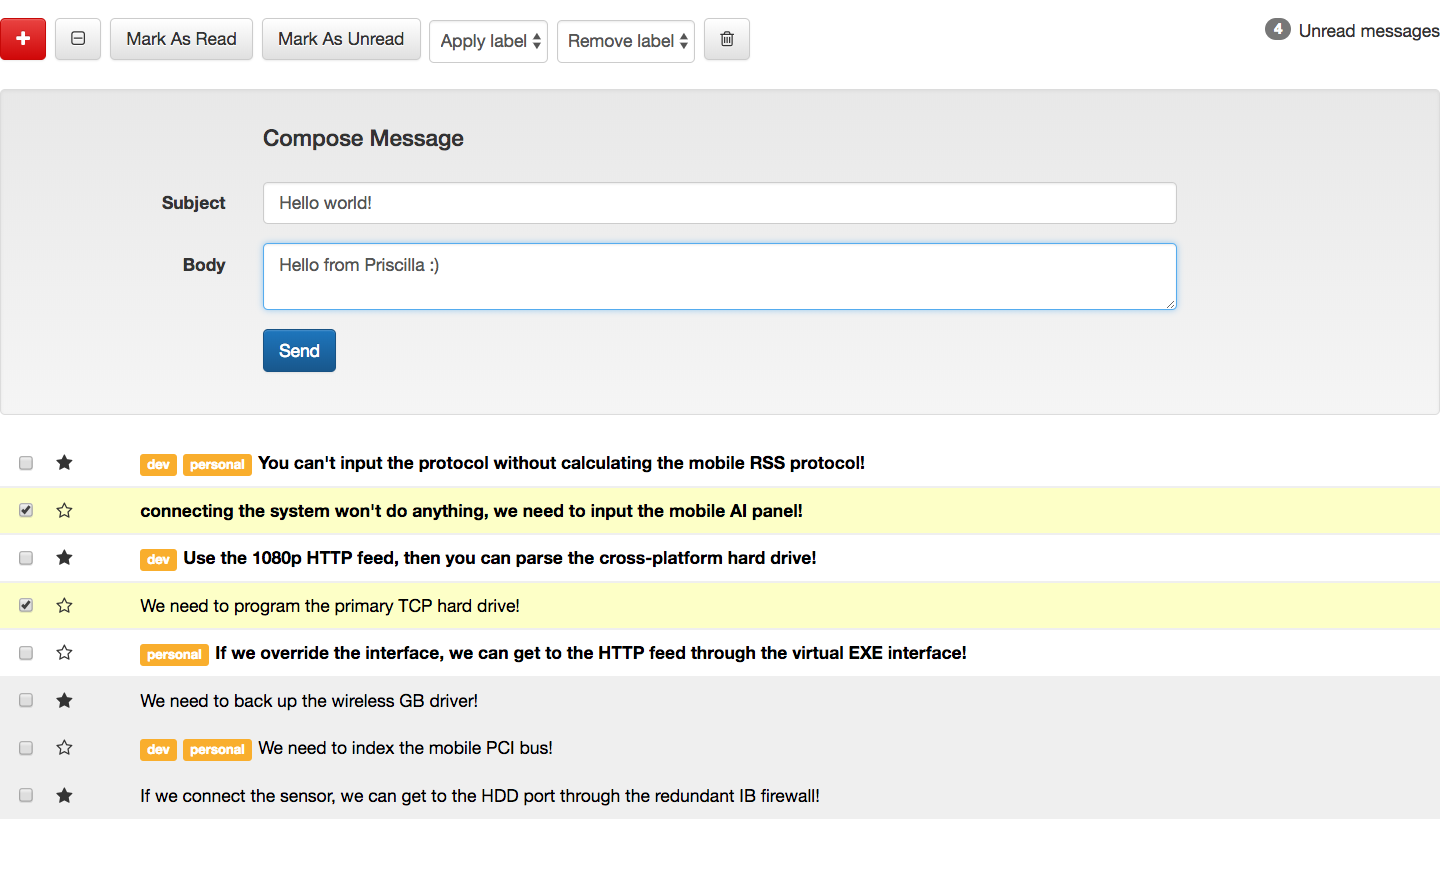 + Mark As Read Mark As Unread Apply label Remove label 4 Unread messages
Compose Message
Subject Hello world!
Body Hello from Priscilla :)
Send
dev personal You can't input the protocol without calculating the mobile RSS protocol!
connecting the system won't do anything, we need to input the mobile AI panel!
dev Use the 1080p HTTP feed, then you can parse the cross-platform hard drive!
We need to program the primary TCP hard drive!
personal If we override the interface, we can get to the HTTP feed through the virtual EXE interface!
We need to back up the wireless GB driver!
dev personal We need to index the mobile PCI bus!
If we connect the sensor, we can get to the HDD port through the redundant IB firewall!